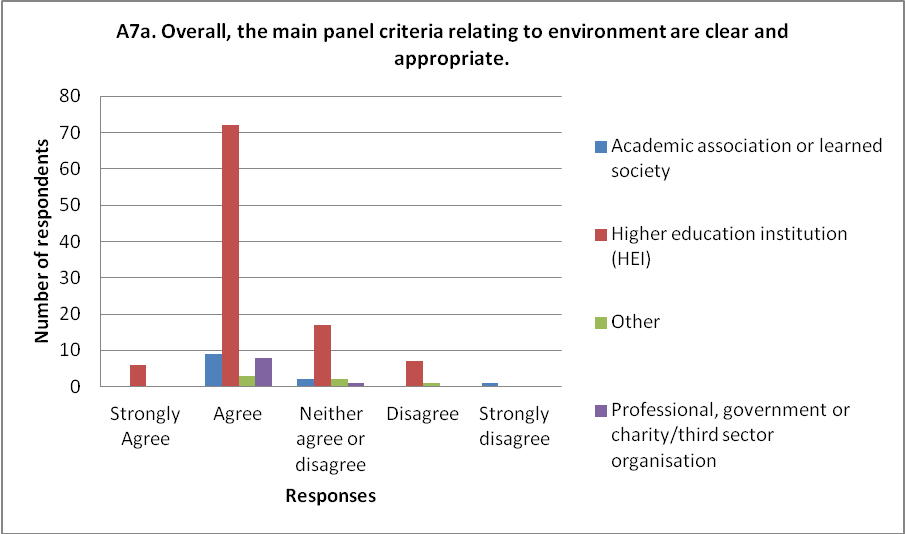 A7a. Overall, the main panel criteria relating to environment are clear and
appropriate.
80
70
60
50
40
30
20
10
0
Number of respondents
Strongly
Agree
Agree
Neither
agree or
disagree
Disagree
Strongly
disagree
Responses
Academic association or learned
society
Higher education institution
(HEI)
Other
Professional, government or
charity/third sector
organisation